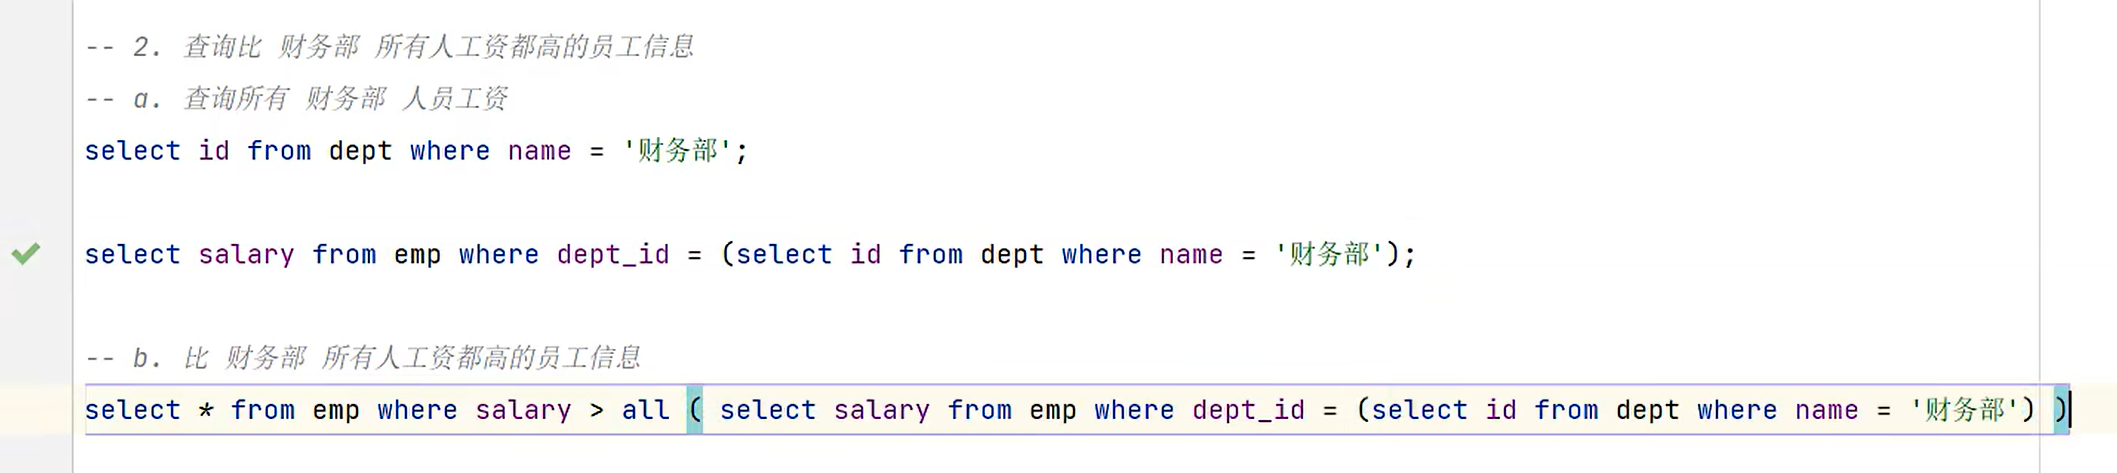 -- 2. 查询比 财务部 所有人工资都高的员工信息
-- a. 查询所有 财务部 人员工资
select id from dept where name = '财务部';
select salary from emp where dept_id = (select id from dept where name = '财务部');
-- b. 比 财务部 所有人工资都高的员工信息
select * from emp where salary > all ( select salary from emp where dept_id = (select id from dept where name = '财务部') )